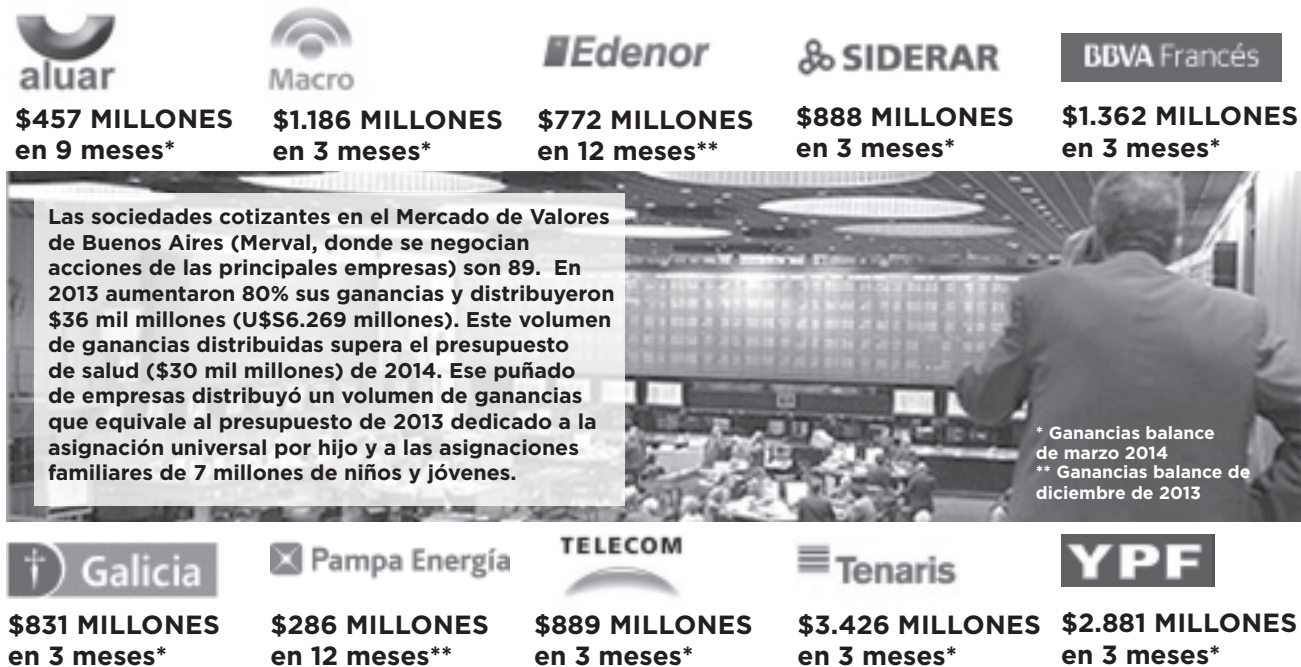 aluar
Macro
Edenor
SIDERAR
BBVA Francés
$457 MILLONES
en 9 meses*
$1.186 MILLONES
en 3 meses*
$772 MILLONES
en 12 meses**
$888 MILLONES
en 3 meses*
$1.362 MILLONES
en 3 meses*
Las sociedades cotizantes en el Mercado de Valores
de Buenos Aires (Merval, donde se negocian
acciones de las principales empresas) son 89. En
2013 aumentaron 80% sus ganancias y distribuyeron
$36 mil millones (U$S6.269 millones). Este volumen
de ganancias distribuidas supera el presupuesto
de salud ($30 mil millones) de 2014. Ese puñado
de empresas distribuyó un volumen de ganancias
que equivale al presupuesto de 2013 dedicado a la
asignación universal por hijo y a las asignaciones
familiares de 7 millones de niños y jóvenes.
* Ganancias balance
de marzo 2014
** Ganancias balance de
diciembre de 2013
Galicia
Pampa Energía
TELECOM
Tenaris
YPF
$831 MILLONES
en 3 meses*
$286 MILLONES
en 12 meses**
$889 MILLONES
en 3 meses*
$3.426 MILLONES
en 3 meses*
$2.881 MILLONES
en 3 meses*